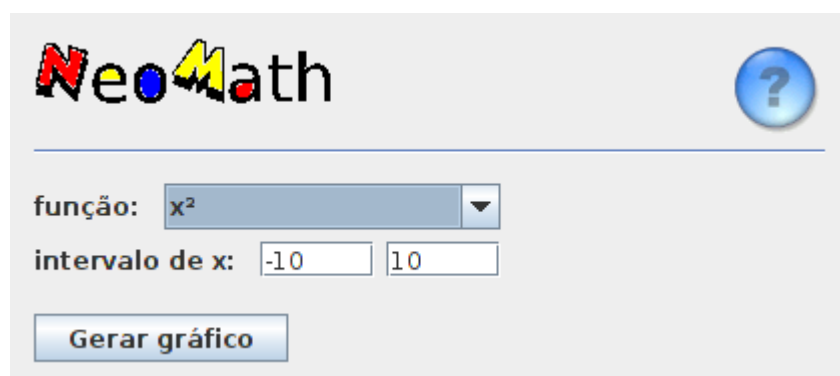 NeoMath
?
função: x²
intervalo de x: -10 10
Gerar gráfico